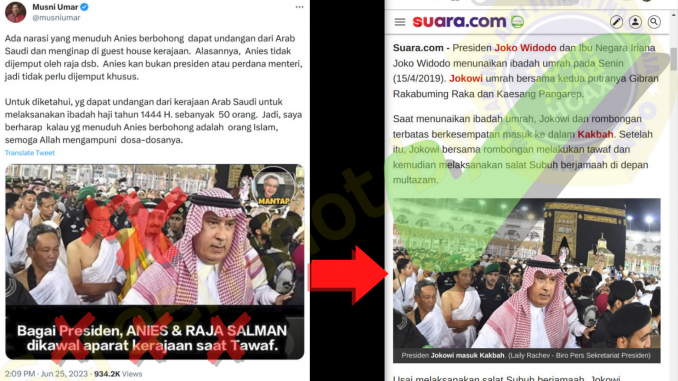 Musni Umar
@musniumar
Ada narasi yang menuduh Anies berbohong dapat undangan dari Arab
Saudi dan menginap di guest house kerajaan. Alasannya, Anies tidak
dijemput oleh raja dsb. Anies kan bukan presiden atau perdana menteri,
jadi tidak perlu dijemput khusus.
Untuk diketahui, yg dapat undangan dari kerajaan Arab Saudi untuk
melaksanakan ibadah haji tahun 1444 H. sebanyak 50 orang. Jadi, saya
berharap kalau yg menuduh Anies berbohong adalah orang Islam,
semoga Allah mengampuni dosa-dosanya.
Translate Tweet
MANTAP
Bagai Presiden, ANIES & RAJA SALMAN
dikawal aparat kerajaan saat Tawaf.
2:09 PM · Jun 25, 2023 · 934.2K Views
suara.com
Suara.com - Presiden Joko Widodo dan Ibu Negara Iriana
Joko Widodo menunaikan ibadah umrah pada Senin
(15/4/2019). Jokowi umrah bersama kedua putranya Gibran
Rakabuming Raka dan Kaesang Pangarep.
Saat menunaikan ibadah umrah, Jokowi dan rombongan
terbatas berkesempatan masuk ke dalam Kakbah. Setelah
itu, Jokowi bersama rombongan melakukan tawaf dan
kemudian melaksanakan salat Subuh berjamaah di depan
multazam.
Presiden Jokowi masuk Kakbah. (Laily Rachev - Biro Pers Sekretariat Presiden)
Usai melaksanakan salat Subuh berjamaah, Jokowi